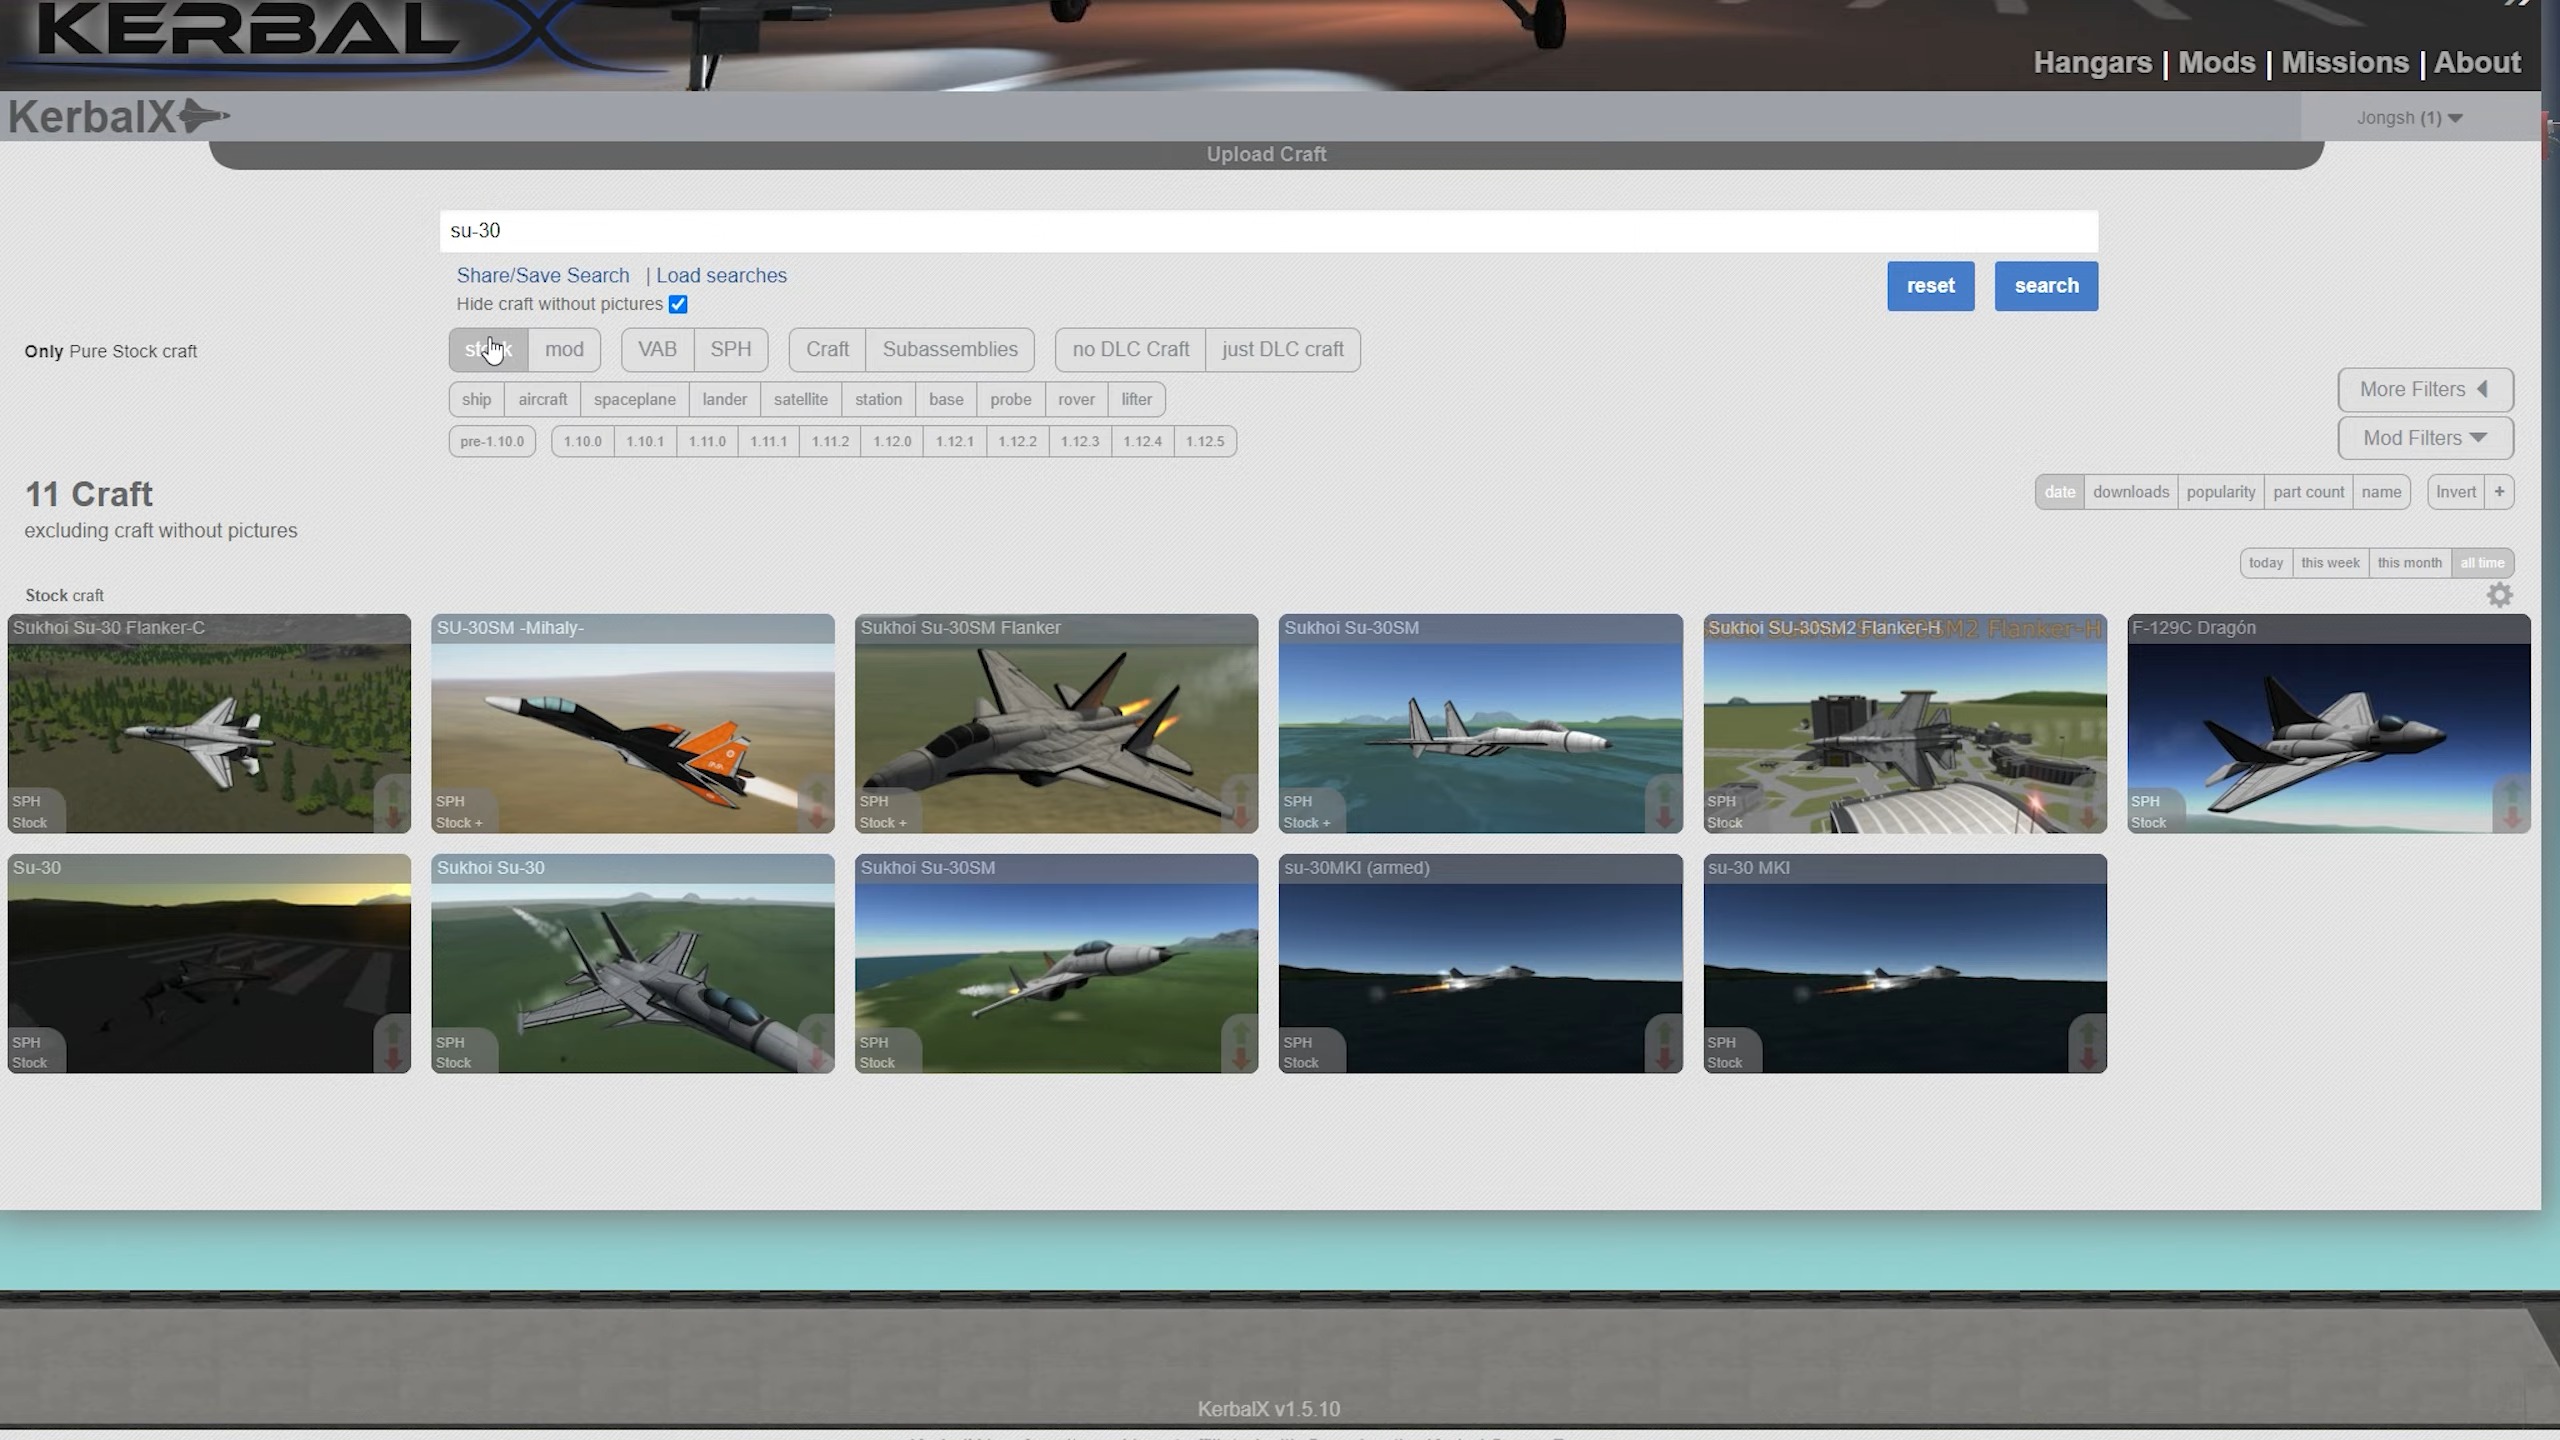 KERBAL X
Hangars | Mods | Missions | About
KerbalX
Jongsh (1)
Upload Craft
su-30
Share/Save Search | Load searches
reset search
Hide craft without pictures
Only Pure Stock craft
stock mod VAB SPH Craft Subassemblies no DLC Craft just DLC craft
ship aircraft spaceplane lander satellite station base probe rover lifter
More Filters
pre-1.10.0 1.10.0 1.10.1 1.11.0 1.11.1 1.11.2 1.12.0 1.12.1 1.12.2 1.12.3 1.12.4 1.12.5
Mod Filters
11 Craft
date downloads popularity part count name Invert +
excluding craft without pictures
today this week this month all time
Stock craft
Sukhoi Su-30 Flanker-C
SPH
Stock
SU-30SM -Mihaly-
SPH
Stock +
Sukhoi Su-30SM Flanker
SPH
Stock +
Sukhoi Su-30SM
SPH
Stock +
Sukhoi SU-30SM2 Flanker-H
SPH
Stock
F-129C Dragón
SPH
Stock
Su-30
SPH
Stock
Sukhoi Su-30
SPH
Stock
Sukhoi Su-30SM
SPH
Stock
su-30MKI (armed)
SPH
Stock
su-30 MKI
SPH
Stock
KerbalX v1.5.10